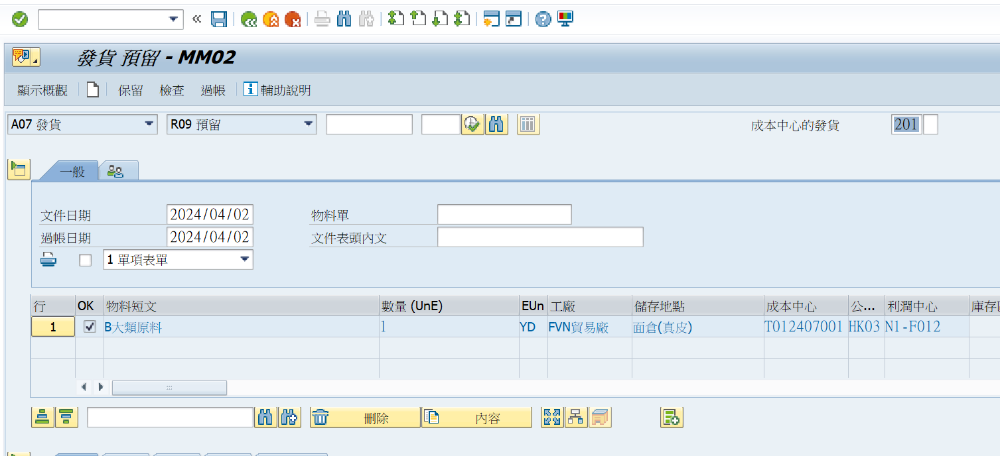 發貨 預留 - MM02
顯示概觀 保留 檢查 過帳 輔助說明
A07 發貨 R09 預留 成本中心的發貨 201
一般
文件日期 2024/04/02 物料單
過帳日期 2024/04/02 文件表頭內文
1 單項表單
行 OK 物料短文 數量 (UnE) EUn 工廠 儲存地點 成本中心 公... 利潤中心 庫存
1 B大類原料 1 YD FVN貿易廠 面倉(真皮) T012407001 HK03 N1-F012
刪除 內容